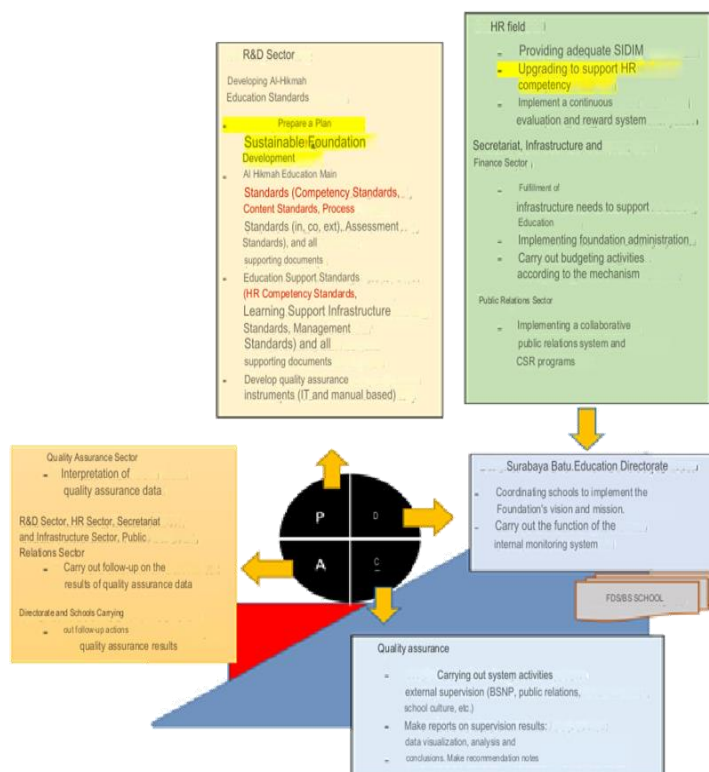 R&D Sector
Developing Al-Hikmah
Education Standards
- Prepare a Plan
Sustainable Foundation
Development
- Al Hikmah Education Main
Standards (Competency Standards,
Content Standards, Process
Standards (in, co, ext), Assessment
Standards), and all
supporting documents
- Education Support Standards
(HR Competency Standards,
Learning Support Infrastructure
Standards, Management
Standards) and all
supporting documents
- Develop quality assurance
instruments (IT and manual based)
HR field
- Providing adequate SIDIM
- Upgrading to support HR
competency
- Implement a continuous
evaluation and reward system
Secretariat, Infrastructure and
Finance Sector
- Fulfillment of
infrastructure needs to support
Education
- Implementing foundation administration
- Carry out budgeting activities
according to the mechanism
Public Relations Sector
- Implementing a collaborative
public relations system and
CSR programs
Quality Assurance Sector
- Interpretation of
quality assurance data
R&D Sector, HR Sector, Secretariat
and Infrastructure Sector, Public
Relations Sector
- Carry out follow-up on the
results of quality assurance data
Directorate and Schools Carrying
- out follow-up actions
quality assurance results
P
D
A
C
Surabaya Batu.Education Directorate
- Coordinating schools to implement the
Foundation's vision and mission.
- Carry out the function of the
internal monitoring system
FDS/BS SCHOOL
Quality assurance
- Carrying out system activities
external supervision (BSNP, public relations,
school culture, etc.)
- Make reports on supervision results:
data visualization, analysis and
- conclusions. Make recommendation notes